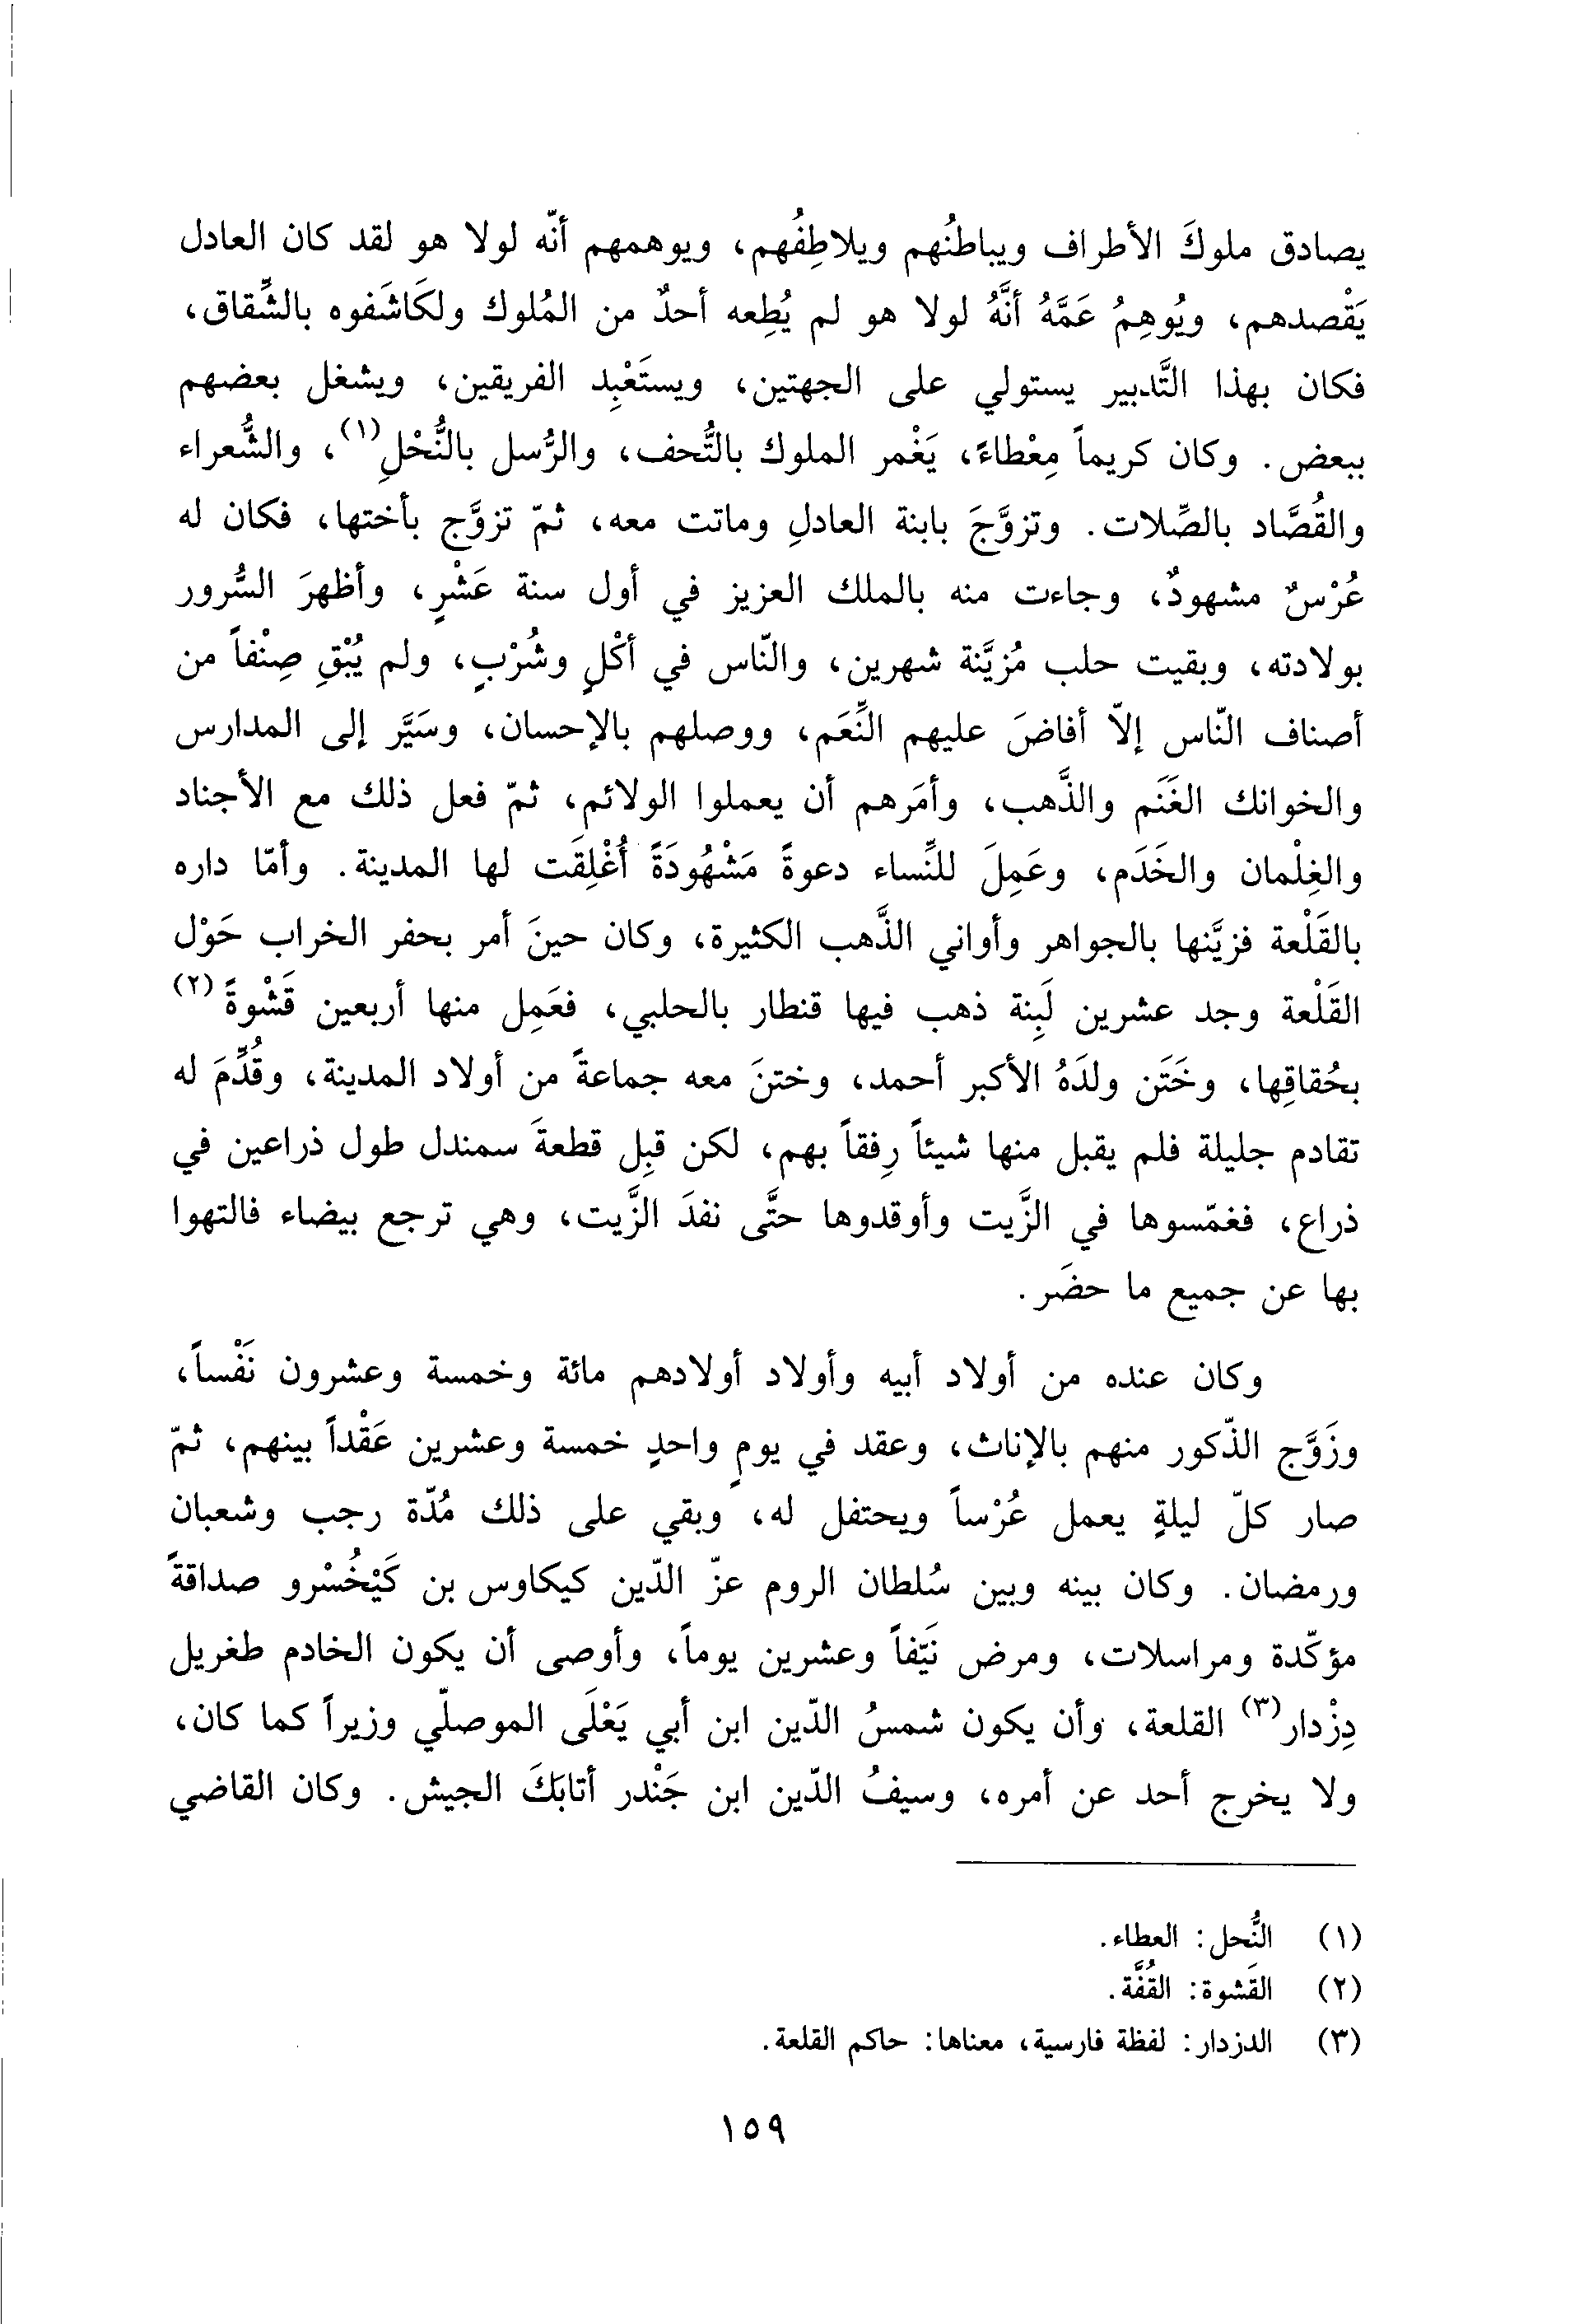 يصادق ملوكَ الأطراف ويباطنُهم ويلاطِفُهم، ويوهمهم أنّه لولا هو لقد كان العادل
يَقْصدهم، ويُوهِمُ عَمَّهُ أنَّهُ لولا هو لم يُطِعه أحدٌ من المُلوك ولكَاشَفوه بالشِّقاق،
فكان بهذا التَّدبير يستولي على الجهتين، ويستَعْبِد الفريقين، ويشغل بعضهم
ببعض. وكان كريماً مِعْطاءً، يَغْمر الملوك بالتُّحف، والرُّسل بالنُّحْلِ(١)، والشُّعراء
والقُصَّاد بالصِّلات. وتزوَّجَ بابنة العادلِ وماتت معه، ثمّ تزوَّج بأختها، فكان له
عُرْسٌ مشهودٌ، وجاءت منه بالملك العزيز في أول سنة عَشْرٍ، وأظهرَ السُّرور
بولادته، وبقيت حلب مُزيَّنة شهرين، والنّاس في أكْلٍ وشُرْبٍ، ولم يُبْقِ صِنْفاً من
أصناف النّاس إلاّ أفاضَ عليهم النِّعَم، ووصلهم بالإحسان، وسَيَّر إلى المدارس
والخوانك الغَنَم والذَّهب، وأمَرهم أن يعملوا الولائم، ثمّ فعل ذلك مع الأجناد
والغِلْمان والخَدَم، وعَمِلَ للنِّساء دعوةً مَشْهُودَةً أُغْلِقَت لها المدينة. وأمّا داره
بالقَلْعة فزيَّنها بالجواهر وأواني الذَّهب الكثيرة، وكان حينَ أمر بحفر الخراب حَوْل
القَلْعة وجد عشرين لَبِنة ذهب فيها قنطار بالحلبي، فعَمِل منها أربعين قَشْوةً(٢)
بحُقاقِها، وخَتَن ولدَهُ الأكبر أحمد، وختنَ معه جماعةً من أولاد المدينة، وقُدِّمَ له
تقادم جليلة فلم يقبل منها شيئاً رِفقاً بهم، لكن قبِل قطعةَ سمندل طول ذراعين في
ذراع، فغمّسوها في الزَّيت وأوقدوها حتَّى نفدَ الزَّيت، وهي ترجع بيضاء فالتهوا
بها عن جميع ما حضَر.
وكان عنده من أولاد أبيه وأولاد أولادهم مائة وخمسة وعشرون نَفْساً،
وزَوَّج الذّكور منهم بالإناث، وعقد في يومٍ واحدٍ خمسة وعشرين عَقْداً بينهم، ثمّ
صار كلّ ليلةٍ يعمل عُرْساً ويحتفل له، وبقي على ذلك مُدّة رجب وشعبان
ورمضان. وكان بينه وبين سُلطان الروم عزّ الدّين كيكاوس بن كَيْخُسْرو صداقةً
مؤكّدة ومراسلات، ومرض نَيّفاً وعشرين يوماً، وأوصى أن يكون الخادم طغريل
دِزْدار(٣) القلعة، وأن يكون شمسُ الدّين ابن أبي يَعْلَى الموصلّي وزيراً كما كان،
ولا يخرج أحد عن أمره، وسيفُ الدّين ابن جَنْدر أتابَكَ الجيش. وكان القاضي
(١) النُّحل: العطاء.
(٢) القَشوة: القُفَّة.
(٣) الدزدار: لفظة فارسية، معناها: حاكم القلعة.
١٥٩